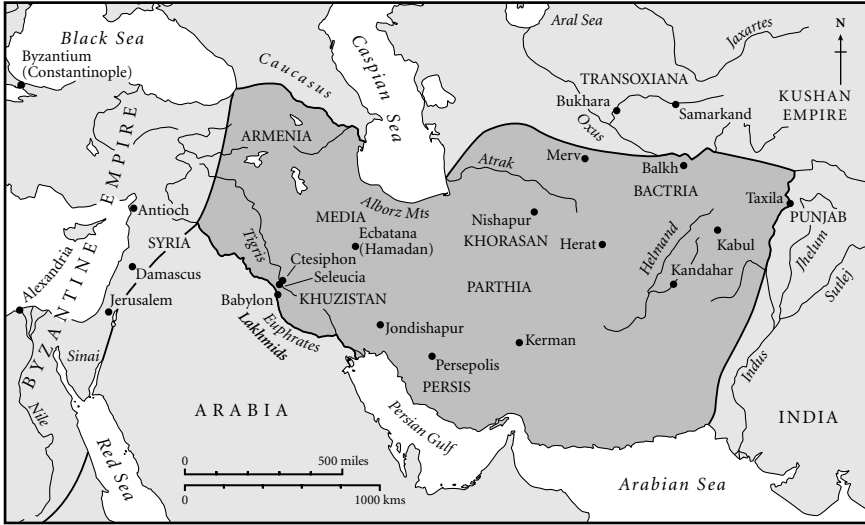 Black Sea
Byzantium
(Constantinople)
Caucasus
Caspian Sea
Aral Sea
Jaxartes
N
TRANSOXIANA
Bukhara
Samarkand
Oxus
KUSHAN
EMPIRE
ARMENIA
Merv
Balkh
BACTRIA
Atrak
Taxila
PUNJAB
Alborz Mts
MEDIA
Ecbatana
(Hamadan)
Nishapur
KHORASAN
Herat
Helmand
Kabul
Jhelum
Sutlej
Kandahar
Antioch
SYRIA
Tigris
Ctesiphon
Seleucia
Damascus
Alexandria
BYZANTINE EMPIRE
Jerusalem
Babylon
KHUZISTAN
Euphrates
Lakhmids
PARTHIA
Jondishapur
Kerman
Persepolis
PERSIS
Sinai
Nile
Red Sea
ARABIA
Persian Gulf
Indus
INDIA
Arabian Sea
0 500 miles
0 1000 kms